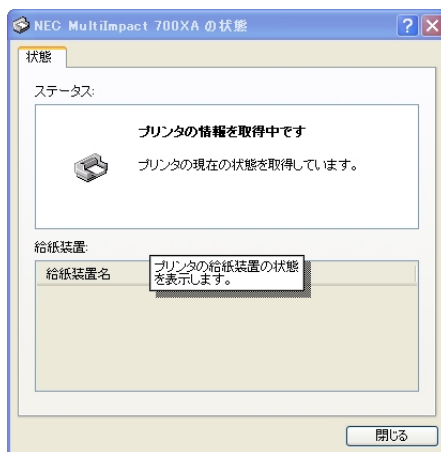 NEC MultiImpact 700XA の状態
状態
ステータス:
プリンタの情報を取得中です
プリンタの現在の状態を取得しています。
給紙装置:
給紙装置名
プリンタの給紙装置の状態
を表示します。
閉じる